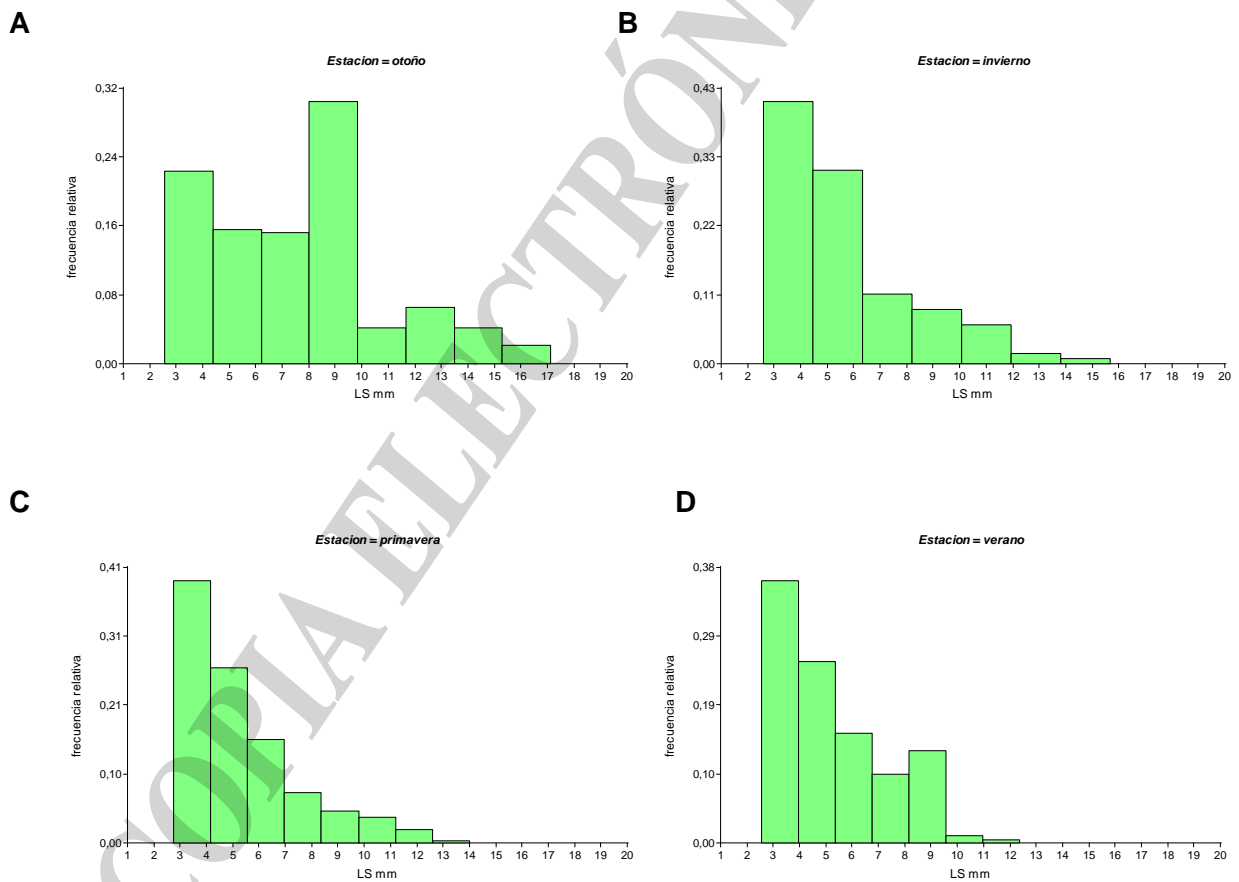 A
Estacion = otoño
0,32
0,24
0,16
0,08
0,00
frecuencia relativa
1 2 3 4 5 6 7 8 9 10 11 12 13 14 15 16 17 18 19 20
LS mm
B
Estacion = invierno
0,43
0,33
0,22
0,11
0,00
frecuencia relativa
1 2 3 4 5 6 7 8 9 10 11 12 13 14 15 16 17 18 19 20
LS mm
C
Estacion = primavera
0,41
0,31
0,21
0,10
0,00
frecuencia relativa
1 2 3 4 5 6 7 8 9 10 11 12 13 14 15 16 17 18 19 20
LS mm
D
Estacion = verano
0,38
0,29
0,19
0,10
0,00
frecuencia relativa
1 2 3 4 5 6 7 8 9 10 11 12 13 14 15 16 17 18 19 20
LS mm
COPIA ELECTRÓN